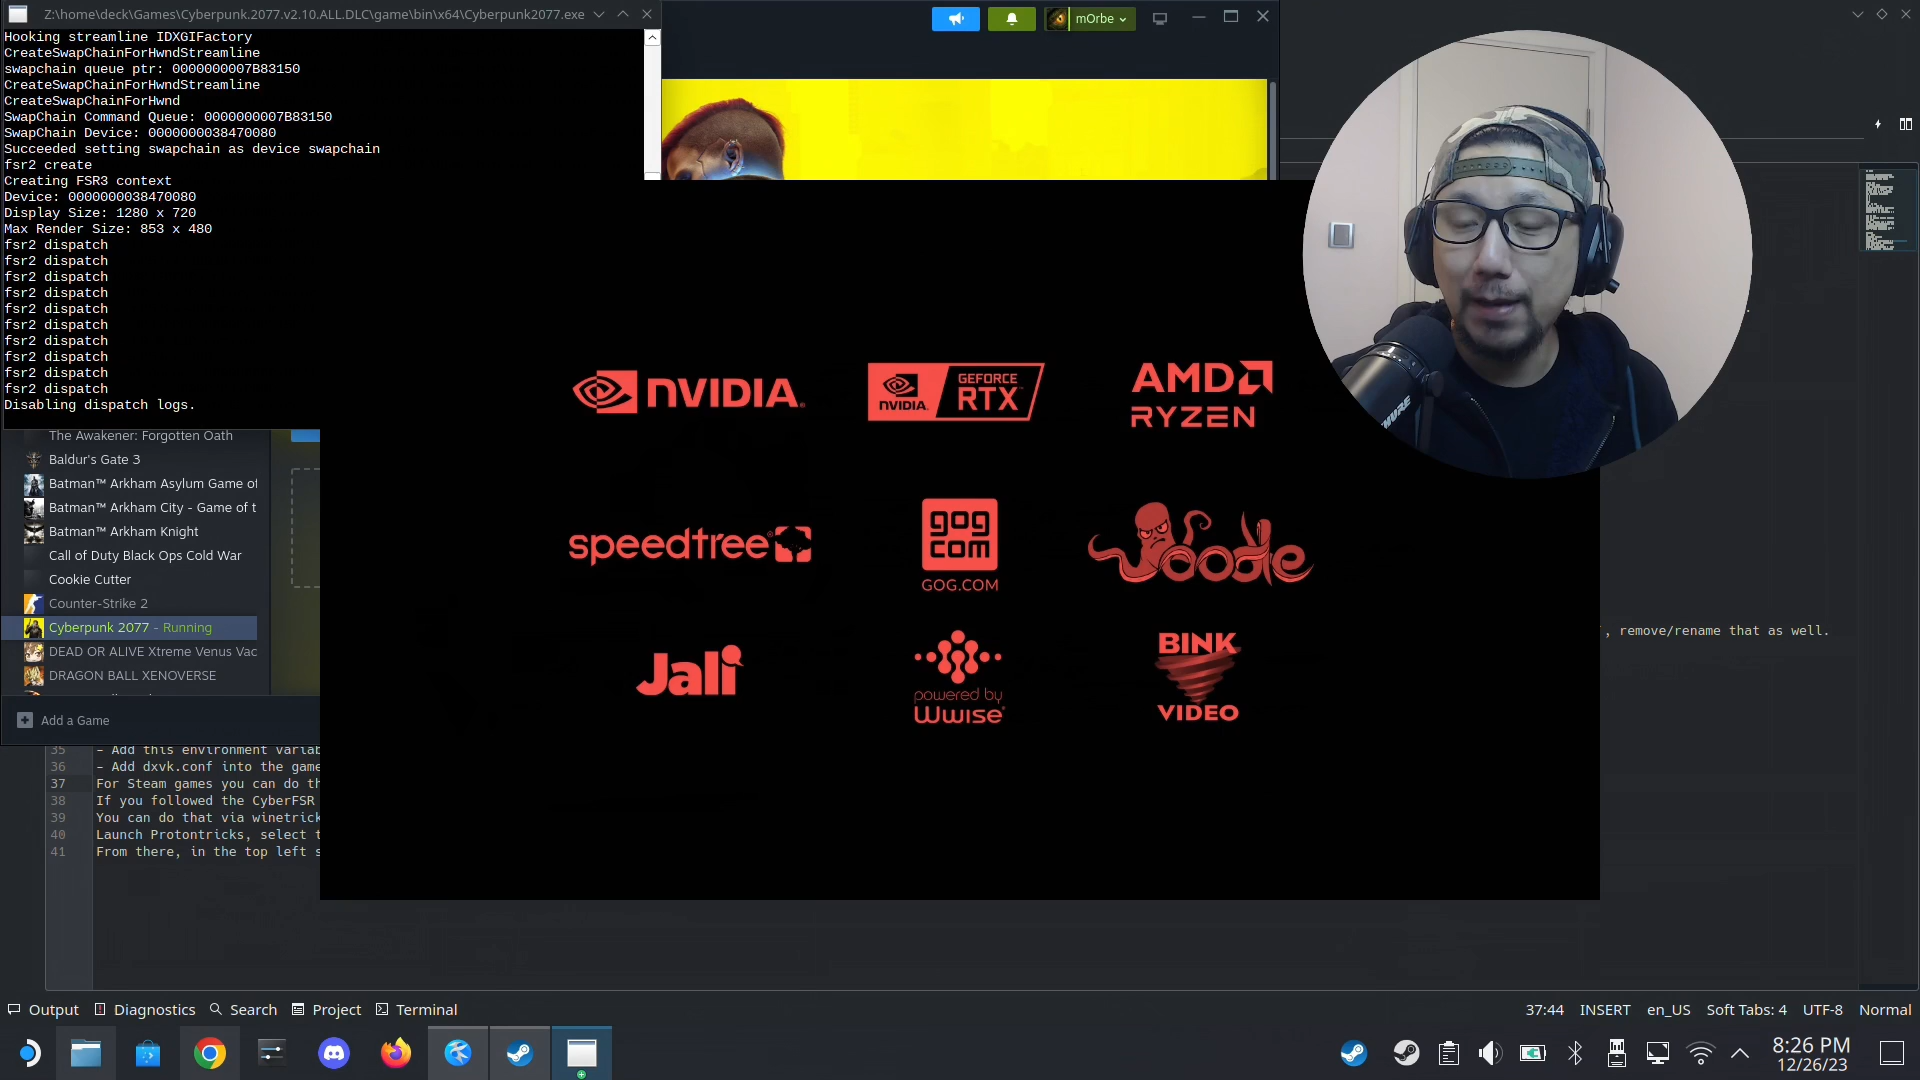 Z:\home\deck\Games\Cyberpunk.2077.v2.10.ALL.DLC\game\bin\x64\Cyberpunk2077.exe
mOrbe
Hooking streamline IDXGIFactory
CreateSwapChainForHwndStreamline
swapchain queue ptr: 0000000007B83150
CreateSwapChainForHwndStreamline
CreateSwapChainForHwnd
SwapChain Command Queue: 0000000007B83150
SwapChain Device: 0000000038470080
Succeeded setting swapchain as device swapchain
fsr2 create
Creating FSR3 context
Device: 0000000038470080
Display Size: 1280 x 720
Max Render Size: 853 x 480
fsr2 dispatch
fsr2 dispatch
fsr2 dispatch
fsr2 dispatch
fsr2 dispatch
fsr2 dispatch
fsr2 dispatch
fsr2 dispatch
fsr2 dispatch
fsr2 dispatch
Disabling dispatch logs.
The Awakener: Forgotten Oath
Baldur's Gate 3
Batman™ Arkham Asylum Game of
Batman™ Arkham City - Game of t
Batman™ Arkham Knight
Call of Duty Black Ops Cold War
Cookie Cutter
Counter-Strike 2
Cyberpunk 2077 - Running
DEAD OR ALIVE Xtreme Venus Vac
DRAGON BALL XENOVERSE
Add a Game
NVIDIA.
NVIDIA. GEFORCE RTX™
AMD RYZEN
SHURE
speedtree®
gog com
GOG.COM
oodle
Jali
powered by
Wwise®
BINK
VIDEO
, remove/rename that as well.
35 - Add this environment variab
36 - Add dxvk.conf into the game
37 For Steam games you can do th
38 If you followed the CyberFSR
39 You can do that via winetrick
40 Launch Protontricks, select t
41 From there, in the top left s
Output Diagnostics Search Project Terminal
37:44 INSERT en_US Soft Tabs: 4 UTF-8 Normal
8:26 PM
12/26/23